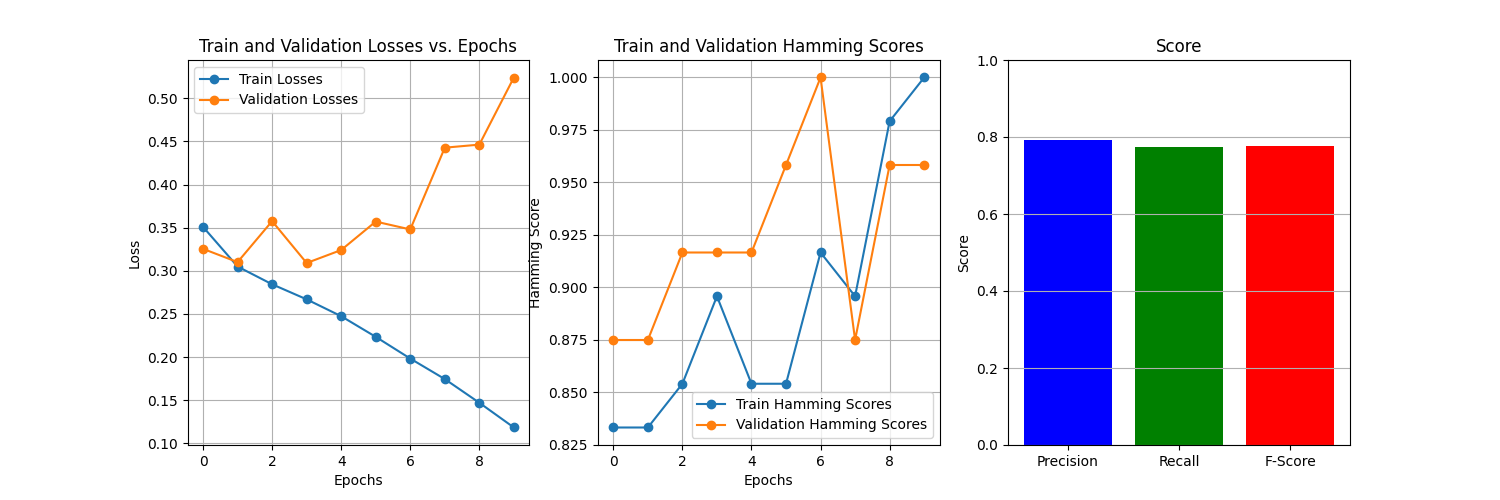 Train and Validation Losses vs. Epochs
Train Losses
Validation Losses
Loss
0.50
0.45
0.40
0.35
0.30
0.25
0.20
0.15
0.10
0 2 4 6 8
Epochs
Train and Validation Hamming Scores
Hamming Score
1.000
0.975
0.950
0.925
0.900
0.875
0.850
0.825
Train Hamming Scores
Validation Hamming Scores
0 2 4 6 8
Epochs
Score
Score
1.0
0.8
0.6
0.4
0.2
0.0
Precision Recall F-Score